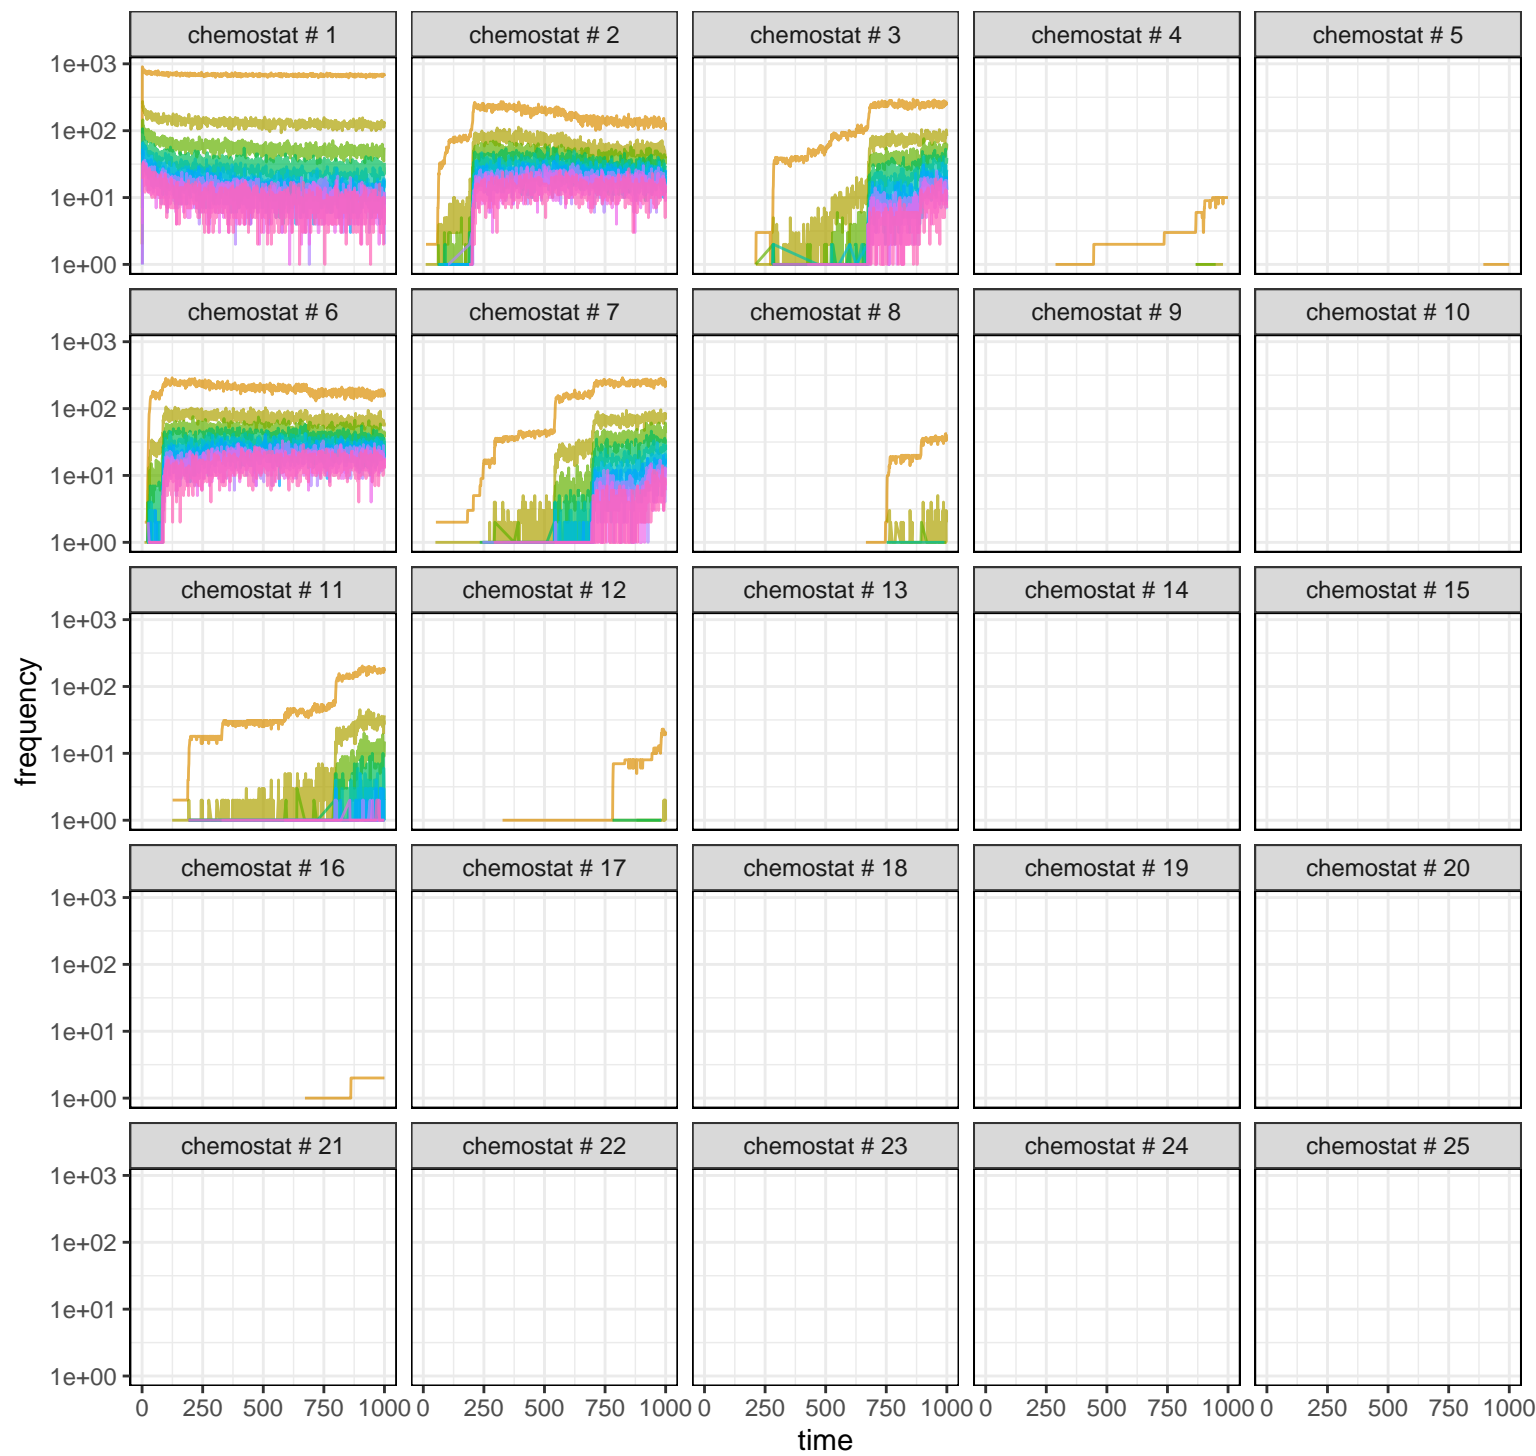 chemostat # 1 chemostat # 2 chemostat # 3 chemostat # 4 chemostat # 5
1e+03
1e+02
1e+01
1e+00
chemostat # 6 chemostat # 7 chemostat # 8 chemostat # 9 chemostat # 10
1e+03
1e+02
1e+01
1e+00
chemostat # 11 chemostat # 12 chemostat # 13 chemostat # 14 chemostat # 15
1e+03
1e+02
1e+01
1e+00
frequency
chemostat # 16 chemostat # 17 chemostat # 18 chemostat # 19 chemostat # 20
1e+03
1e+02
1e+01
1e+00
chemostat # 21 chemostat # 22 chemostat # 23 chemostat # 24 chemostat # 25
1e+03
1e+02
1e+01
1e+00
0 250 500 750 1000 0 250 500 750 1000 0 250 500 750 1000 0 250 500 750 1000 0 250 500 750 1000
time